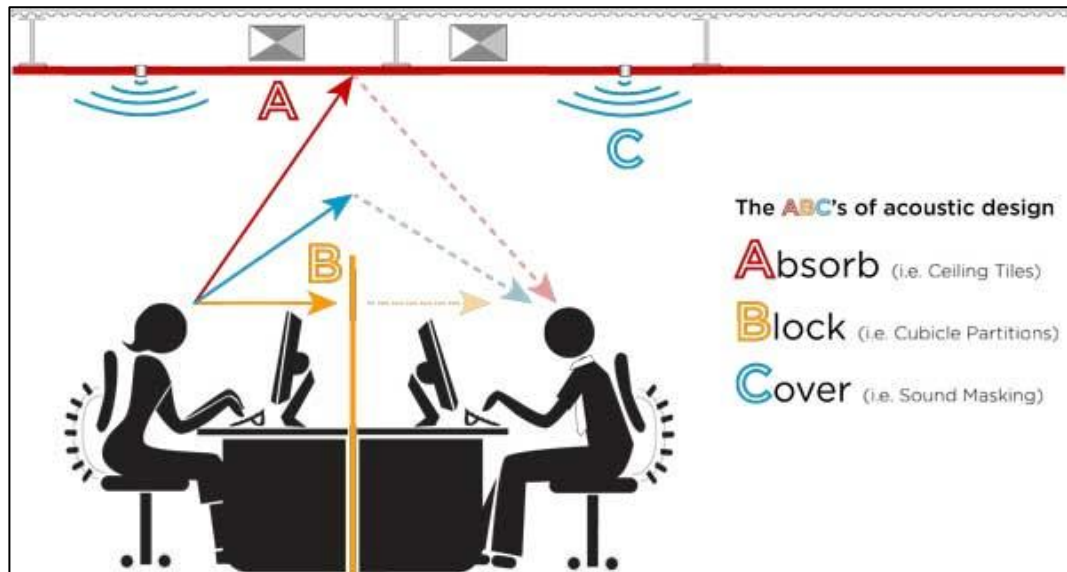 A
C
B
The ABC's of acoustic design
Absorb (i.e. Ceiling Tiles)
Block (i.e. Cubicle Partitions)
Cover (i.e. Sound Masking)